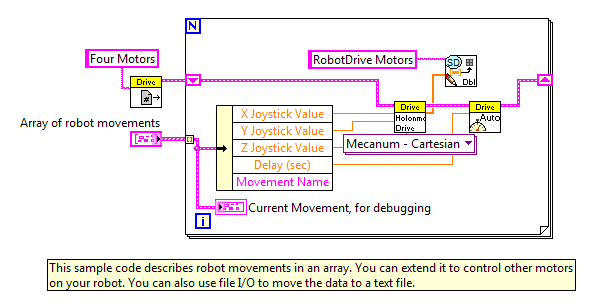 N
Four Motors
RobotDrive Motors
Drive
#
SD
Dbl
Array of robot movements
X Joystick Value
Y Joystick Value
Z Joystick Value
Delay (sec)
Movement Name
Drive
Holonmc
Drive
Drive
Auto
Mecanum - Cartesian
Current Movement, for debugging
i
This sample code describes robot movements in an array. You can extend it to control other motors
on your robot. You can also use file I/O to move the data to a text file.